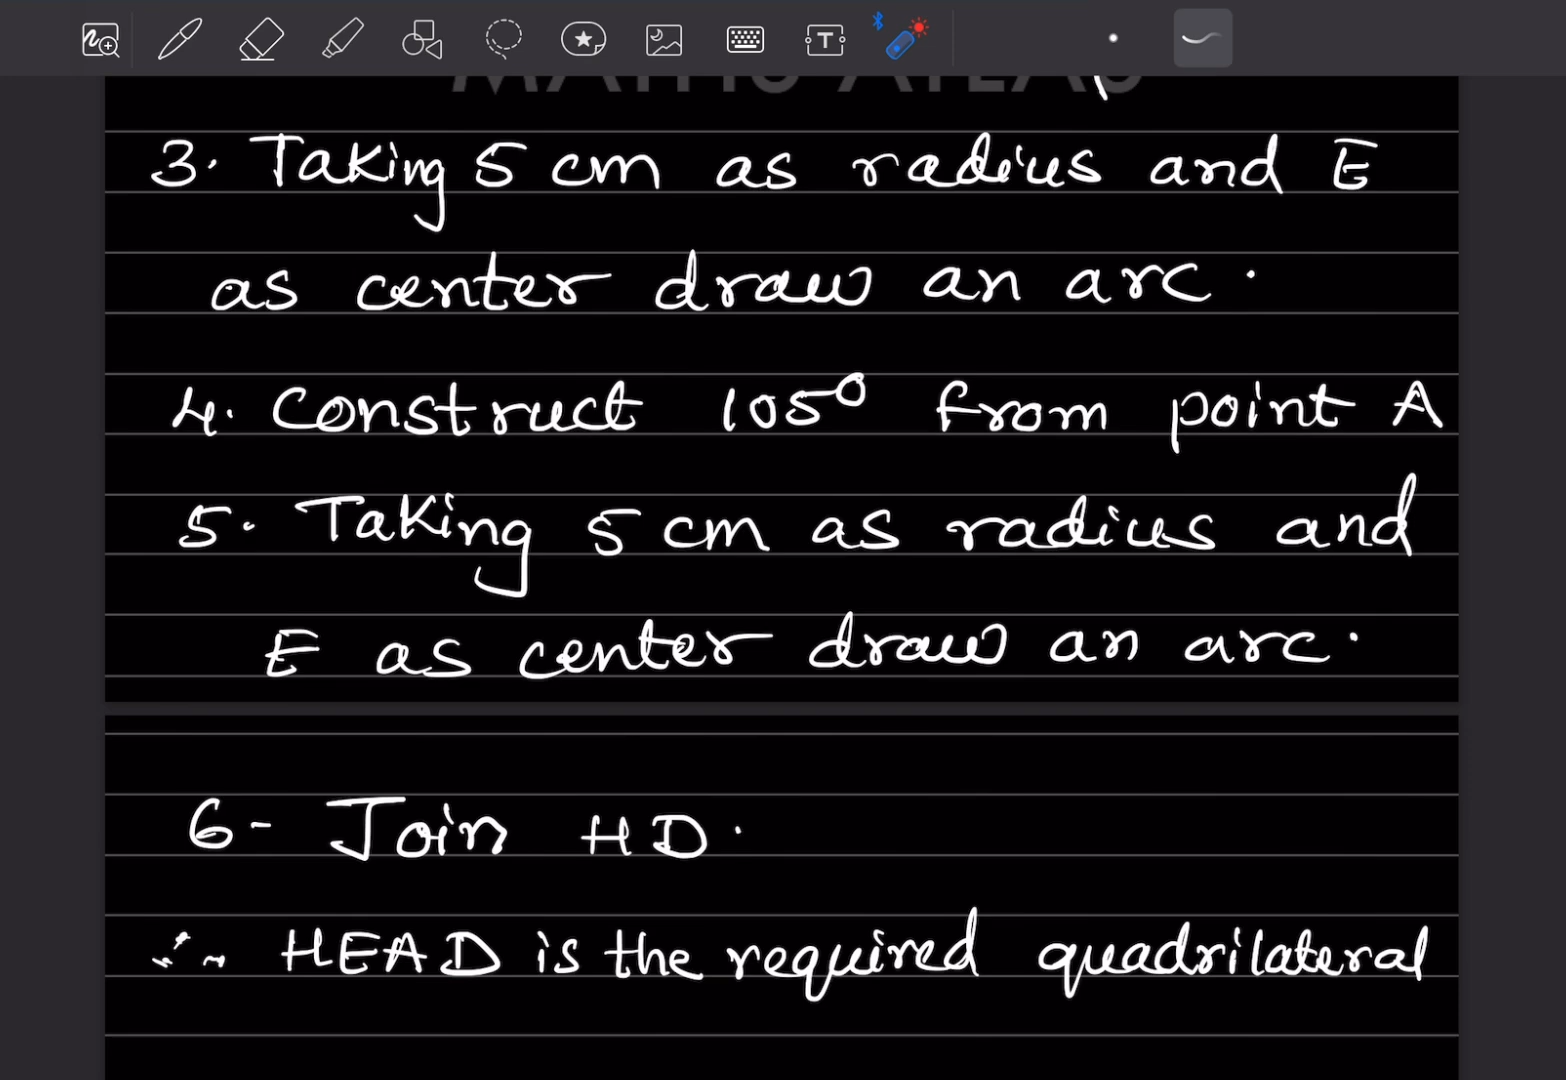 3. Taking 5 cm as radius and E
as center draw an arc.
4. Construct 105° from point A
5. Taking 5 cm as radius and
E as center draw an arc.
6- Join HD.
∴ HEAD is the required quadrilateral